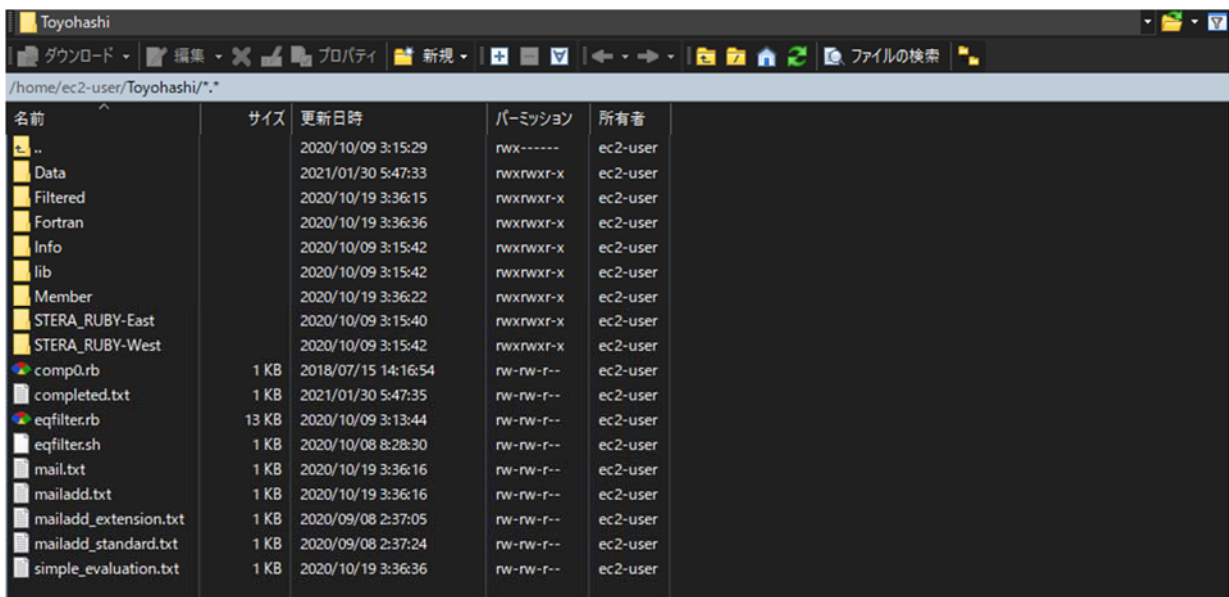 Toyohashi
ダウンロード 編集 プロパティ 新規 ファイルの検索
/home/ec2-user/Toyohashi/*.*
名前 サイズ 更新日時 パーミッション 所有者
.. 2020/10/09 3:15:29 rwx------ ec2-user
Data 2021/01/30 5:47:33 rwxrwxr-x ec2-user
Filtered 2020/10/19 3:36:15 rwxrwxr-x ec2-user
Fortran 2020/10/19 3:36:36 rwxrwxr-x ec2-user
Info 2020/10/09 3:15:42 rwxrwxr-x ec2-user
lib 2020/10/09 3:15:42 rwxrwxr-x ec2-user
Member 2020/10/19 3:36:22 rwxrwxr-x ec2-user
STERA_RUBY-East 2020/10/09 3:15:40 rwxrwxr-x ec2-user
STERA_RUBY-West 2020/10/09 3:15:42 rwxrwxr-x ec2-user
comp0.rb 1 KB 2018/07/15 14:16:54 rw-rw-r-- ec2-user
completed.txt 1 KB 2021/01/30 5:47:35 rw-rw-r-- ec2-user
eqfilter.rb 13 KB 2020/10/09 3:13:44 rw-rw-r-- ec2-user
eqfilter.sh 1 KB 2020/10/08 8:28:30 rw-rw-r-- ec2-user
mail.txt 1 KB 2020/10/19 3:36:16 rw-rw-r-- ec2-user
mailadd.txt 1 KB 2020/10/19 3:36:16 rw-rw-r-- ec2-user
mailadd_extension.txt 1 KB 2020/09/08 2:37:05 rw-rw-r-- ec2-user
mailadd_standard.txt 1 KB 2020/09/08 2:37:24 rw-rw-r-- ec2-user
simple_evaluation.txt 1 KB 2020/10/19 3:36:36 rw-rw-r-- ec2-user